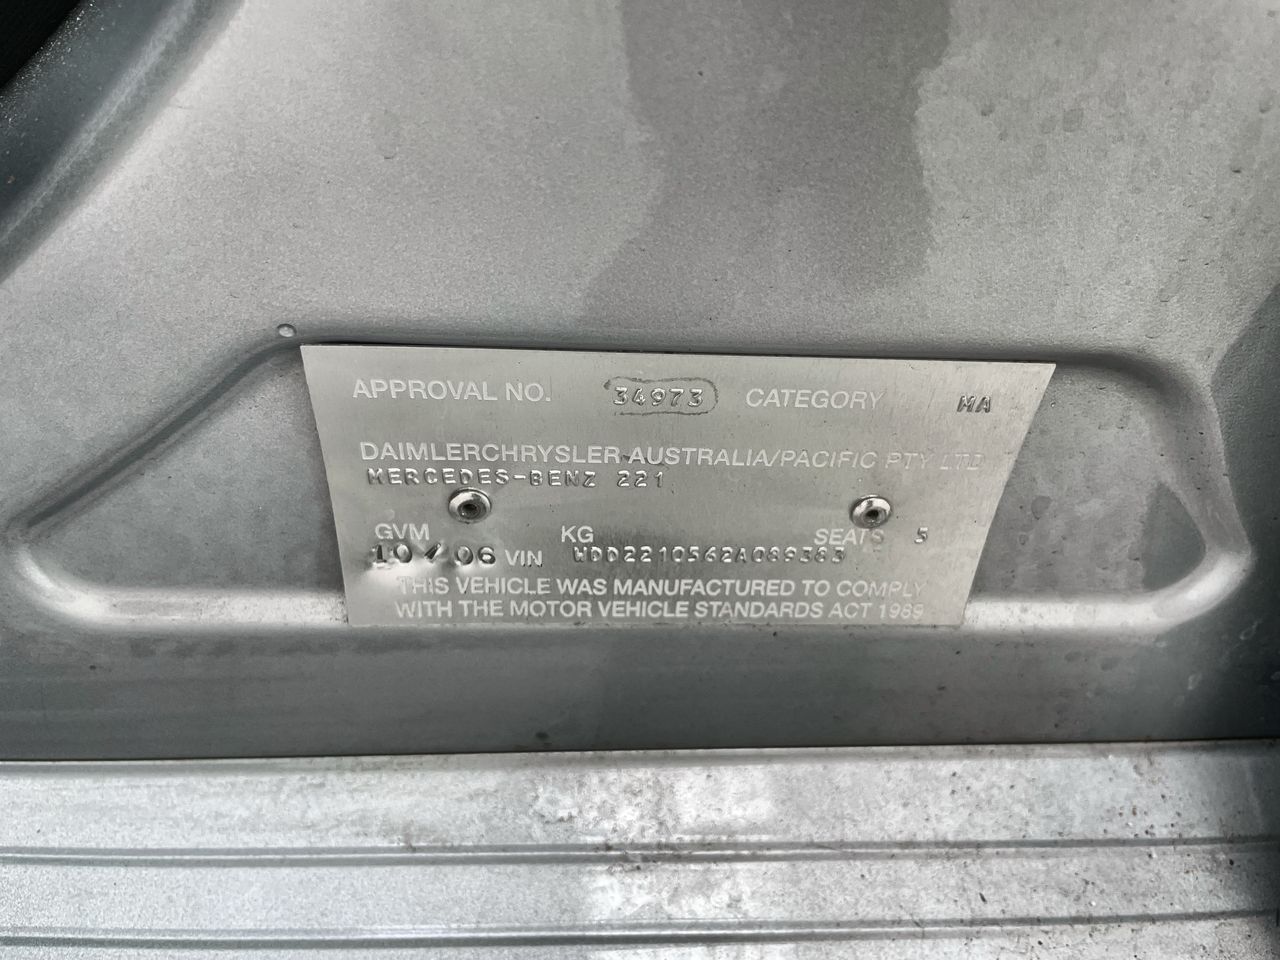 APPROVAL NO. 34973 CATEGORY MA
DAIMLERCHRYSLER AUSTRALIA/PACIFIC PTY LTD
MERCEDES-BENZ 221
GVM KG SEATS 5
10/06 VIN WDD2210562A089383
THIS VEHICLE WAS MANUFACTURED TO COMPLY
WITH THE MOTOR VEHICLE STANDARDS ACT 1989